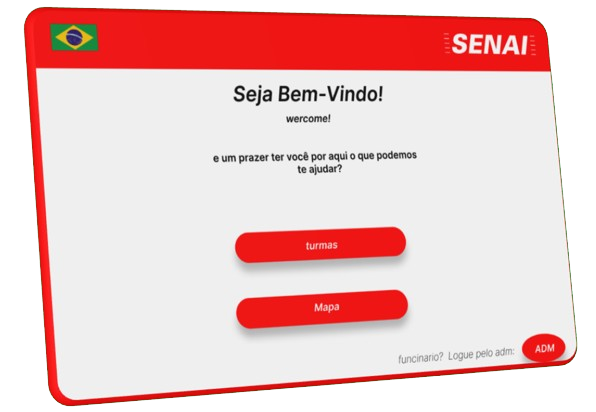 SENAI
Seja Bem-Vindo!
wercome!
e um prazer ter você por aqui o que podemos
te ajudar?
turmas
Mapa
funcinario? Logue pelo adm:
ADM